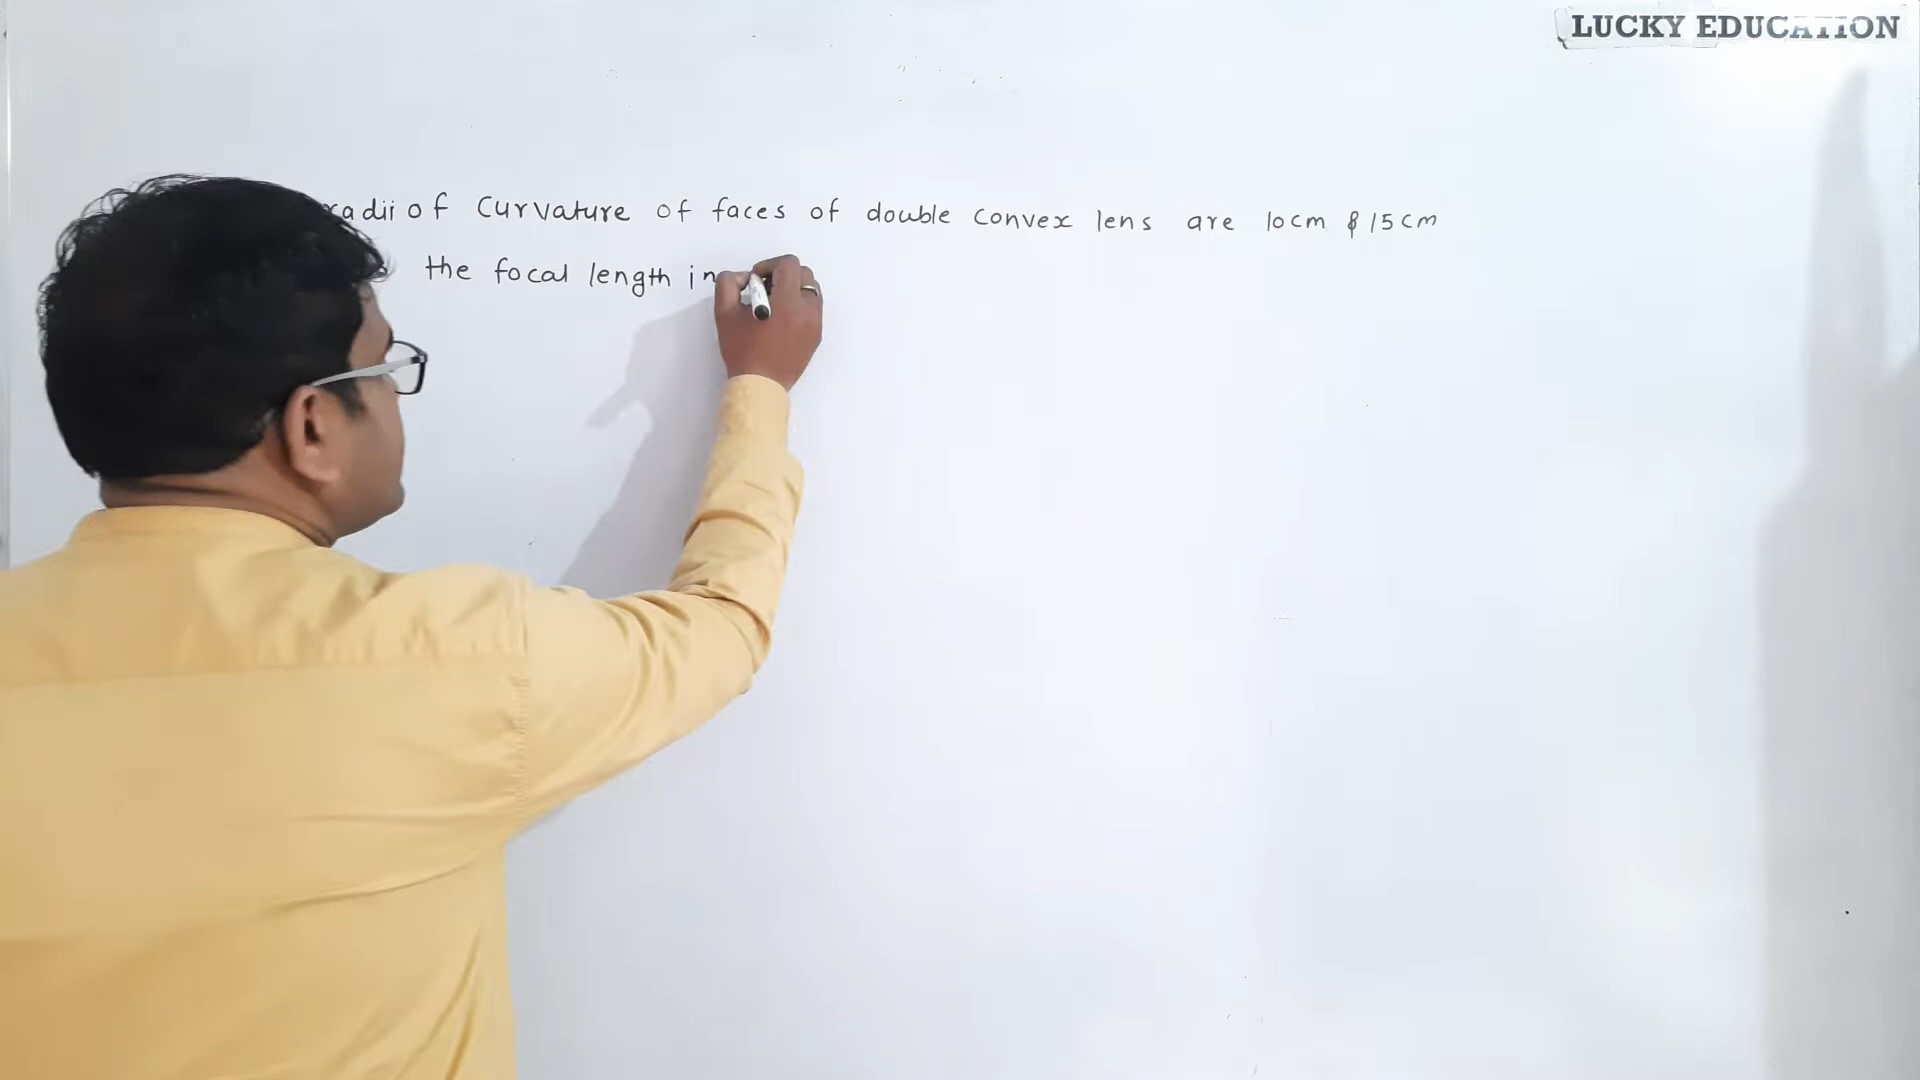 LUCKY EDUCATION
radii of Curvature of faces of double Convex lens are 10cm & 15cm
the focal length in